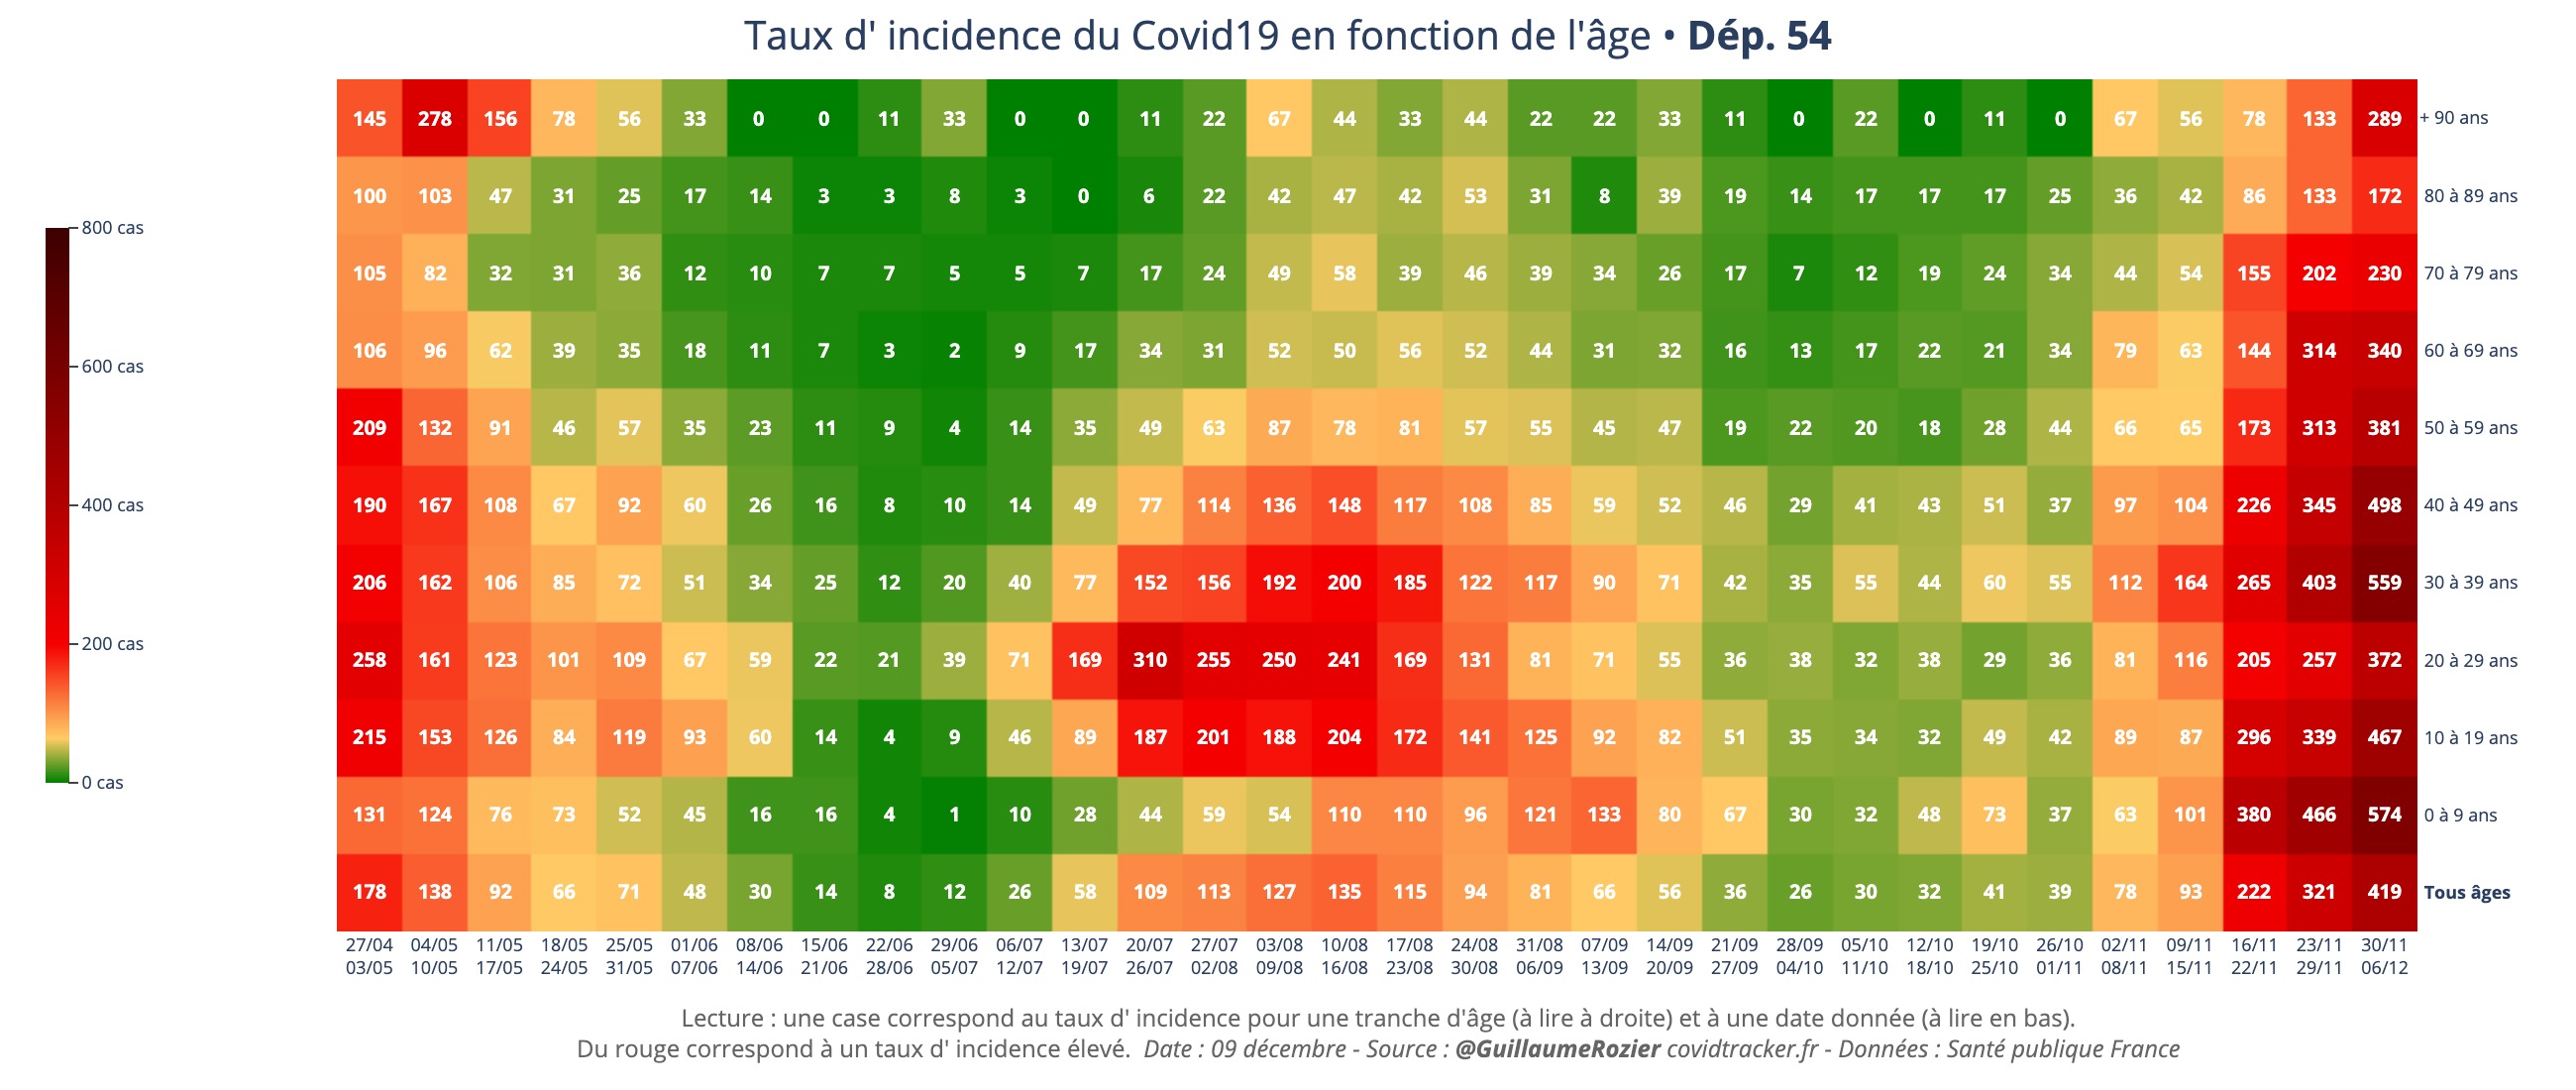 Taux d' incidence du Covid19 en fonction de l'âge • Dép. 54
145 278 156 78 56 33 0 0 11 33 0 0 11 22 67 44 33 44 22 22 33 11 0 22 0 11 0 67 56 78 133 289 + 90 ans
100 103 47 31 25 17 14 3 3 8 3 0 6 22 42 47 42 53 31 8 39 19 14 17 17 17 25 36 42 86 133 172 80 à 89 ans
105 82 32 31 36 12 10 7 7 5 5 7 17 24 49 58 39 46 39 34 26 17 7 12 19 24 34 44 54 155 202 230 70 à 79 ans
106 96 62 39 35 18 11 7 3 2 9 17 34 31 52 50 56 52 44 31 32 16 13 17 22 21 34 79 63 144 314 340 60 à 69 ans
209 132 91 46 57 35 23 11 9 4 14 35 49 63 87 78 81 57 55 45 47 19 22 20 18 28 44 66 65 173 313 381 50 à 59 ans
190 167 108 67 92 60 26 16 8 10 14 49 77 114 136 148 117 108 85 59 52 46 29 41 43 51 37 97 104 226 345 498 40 à 49 ans
206 162 106 85 72 51 34 25 12 20 40 77 152 156 192 200 185 122 117 90 71 42 35 55 44 60 55 112 164 265 403 559 30 à 39 ans
258 161 123 101 109 67 59 22 21 39 71 169 310 255 250 241 169 131 81 71 55 36 38 32 38 29 36 81 116 205 257 372 20 à 29 ans
215 153 126 84 119 93 60 14 4 9 46 89 187 201 188 204 172 141 125 92 82 51 35 34 32 49 42 89 87 296 339 467 10 à 19 ans
131 124 76 73 52 45 16 16 4 1 10 28 44 59 54 110 110 96 121 133 80 67 30 32 48 73 37 63 101 380 466 574 0 à 9 ans
178 138 92 66 71 48 30 14 8 12 26 58 109 113 127 135 115 94 81 66 56 36 26 30 32 41 39 78 93 222 321 419 Tous âges
800 cas
600 cas
400 cas
200 cas
0 cas
27/04 04/05 11/05 18/05 25/05 01/06 08/06 15/06 22/06 29/06 06/07 13/07 20/07 27/07 03/08 10/08 17/08 24/08 31/08 07/09 14/09 21/09 28/09 05/10 12/10 19/10 26/10 02/11 09/11 16/11 23/11 30/11
03/05 10/05 17/05 24/05 31/05 07/06 14/06 21/06 28/06 05/07 12/07 19/07 26/07 02/08 09/08 16/08 23/08 30/08 06/09 13/09 20/09 27/09 04/10 11/10 18/10 25/10 01/11 08/11 15/11 22/11 29/11 06/12
Lecture : une case correspond au taux d' incidence pour une tranche d'âge (à lire à droite) et à une date donnée (à lire en bas).
Du rouge correspond à un taux d' incidence élevé. Date : 09 décembre - Source : @GuillaumeRozier covidtracker.fr - Données : Santé publique France